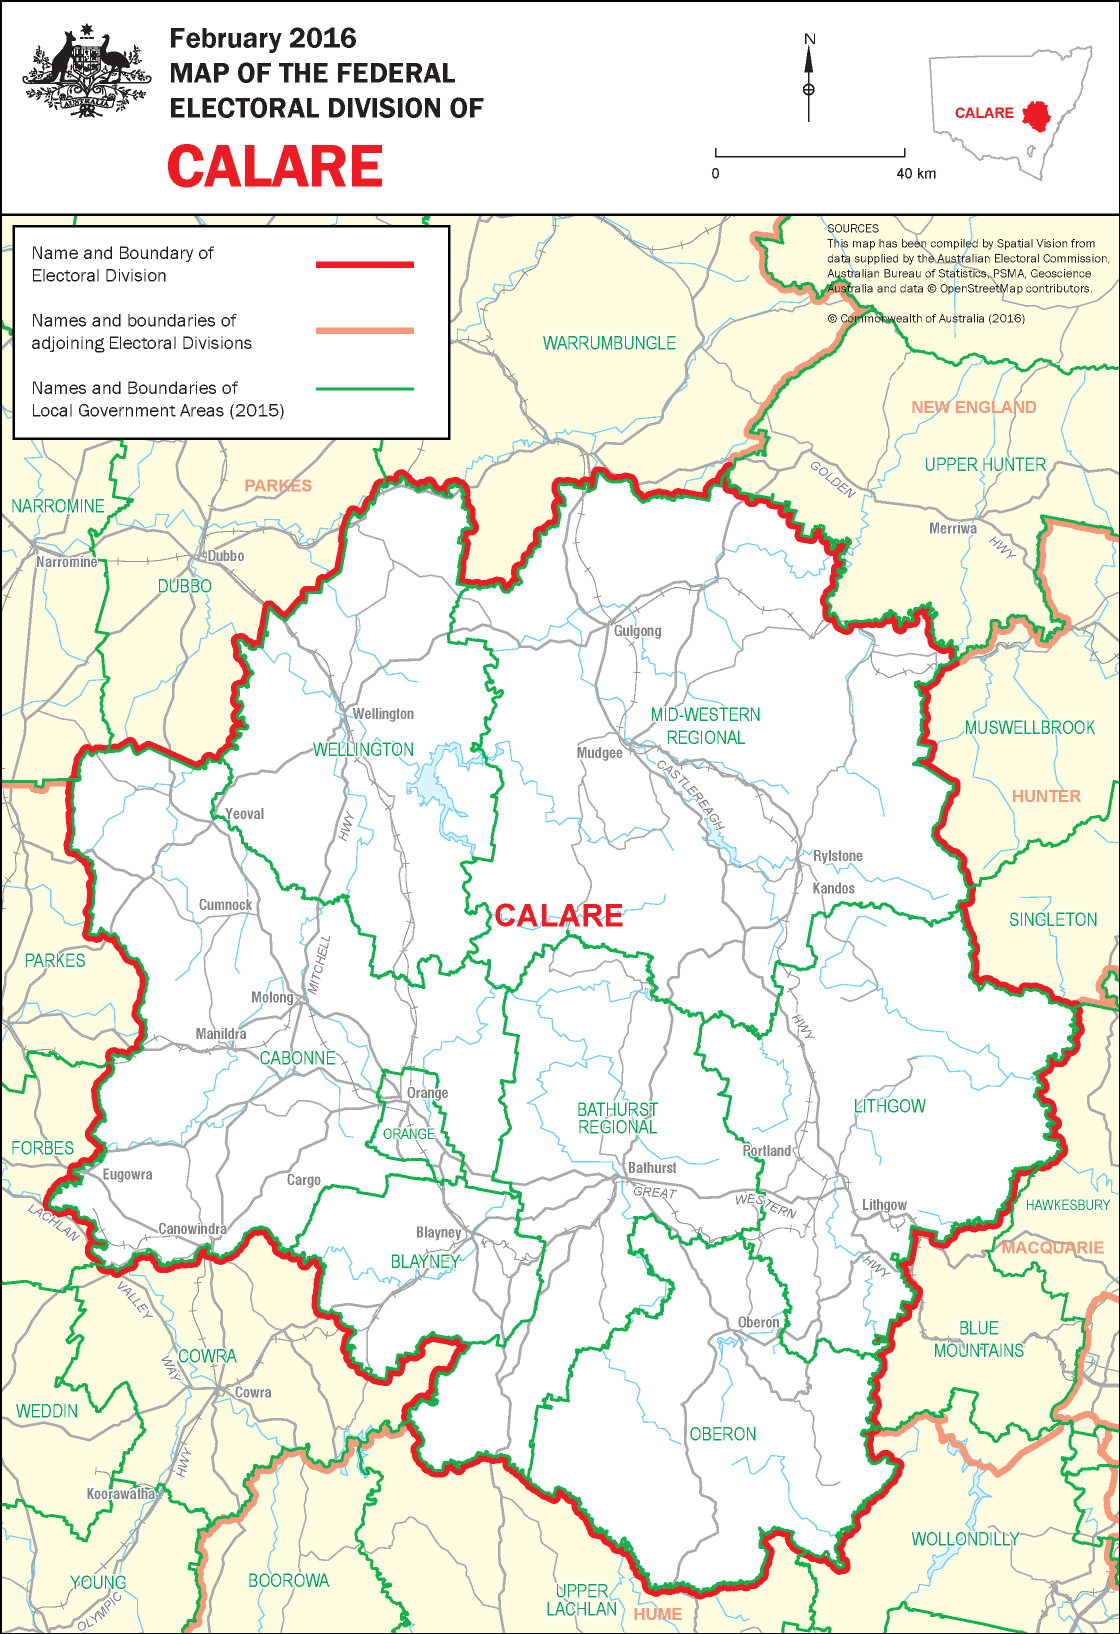 February 2016
MAP OF THE FEDERAL
ELECTORAL DIVISION OF
CALARE
AUSTRALIA
N
0
40 km
CALARE
Name and Boundary of
Electoral Division
Names and boundaries of
adjoining Electoral Divisions
Names and Boundaries of
Local Government Areas (2015)
SOURCES
This map has been compiled by Spatial Vision from
data supplied by the Australian Electoral Commission,
Australian Bureau of Statistics, PSMA, Geoscience
Australia and data © OpenStreetMap contributors.
© Commonwealth of Australia (2016)
WARRUMBUNGLE
NEW ENGLAND
UPPER HUNTER
GOLDEN
HWY
Merriwa
PARKES
NARROMINE
Narromine
Dubbo
DUBBO
Gulgong
Wellington
WELLINGTON
MID-WESTERN
REGIONAL
Mudgee
CASTLEREAGH
MUSWELLBROOK
HUNTER
Yeoval
HWY
Rylstone
Kandos
Cumnock
CALARE
SINGLETON
PARKES
MITCHELL
Molong
Manildra
CABONNE
HWY
Orange
ORANGE
BATHURST
REGIONAL
LITHGOW
FORBES
Portland
Eugowra
Cargo
Bathurst
GREAT
WESTERN
HWY
Lithgow
HAWKESBURY
LACHLAN
Canowindra
Blayney
BLAYNEY
MACQUARIE
VALLEY
WAY
Oberon
BLUE
MOUNTAINS
COWRA
Cowra
WEDDIN
OBERON
HWY
Koorawatha
WOLLONDILLY
YOUNG
OLYMPIC
BOOROWA
UPPER
LACHLAN
HUME